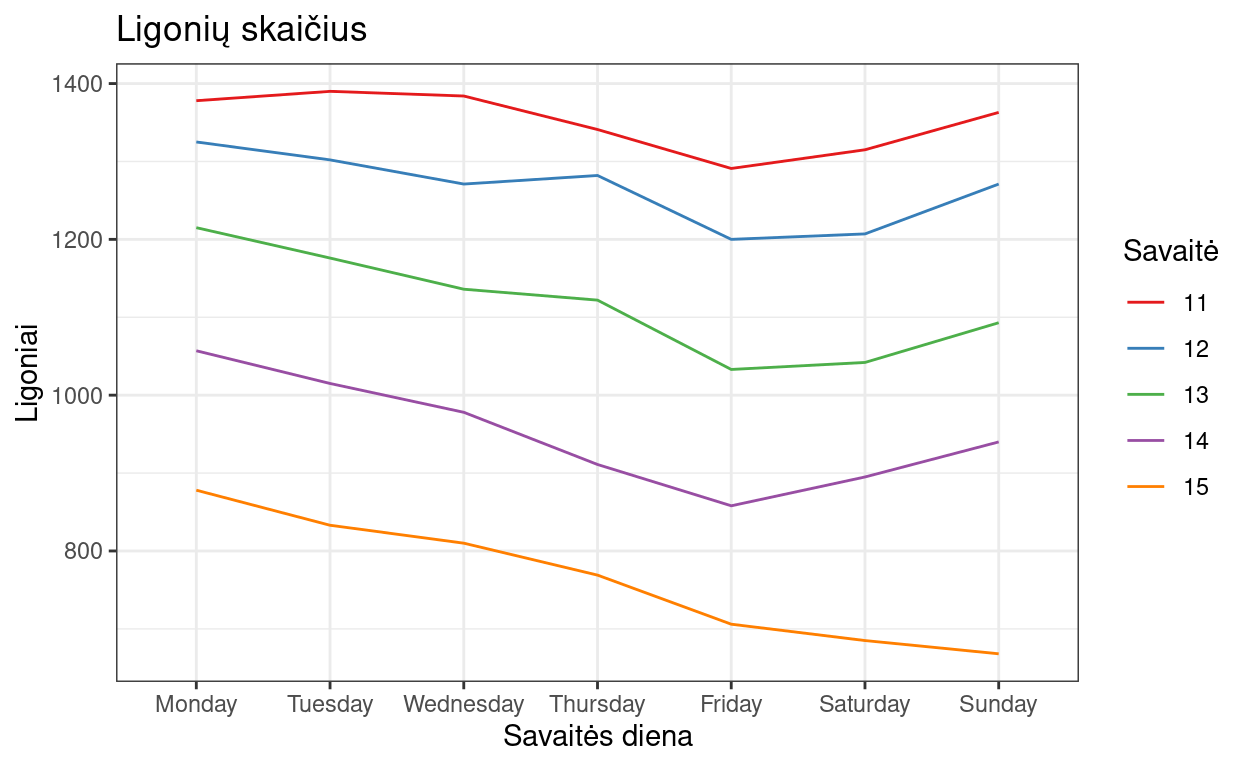 Ligonių skaičius
Ligoniai
1400
1200
1000
800
Monday Tuesday Wednesday Thursday Friday Saturday Sunday
Savaitės diena
Savaitė
11
12
13
14
15